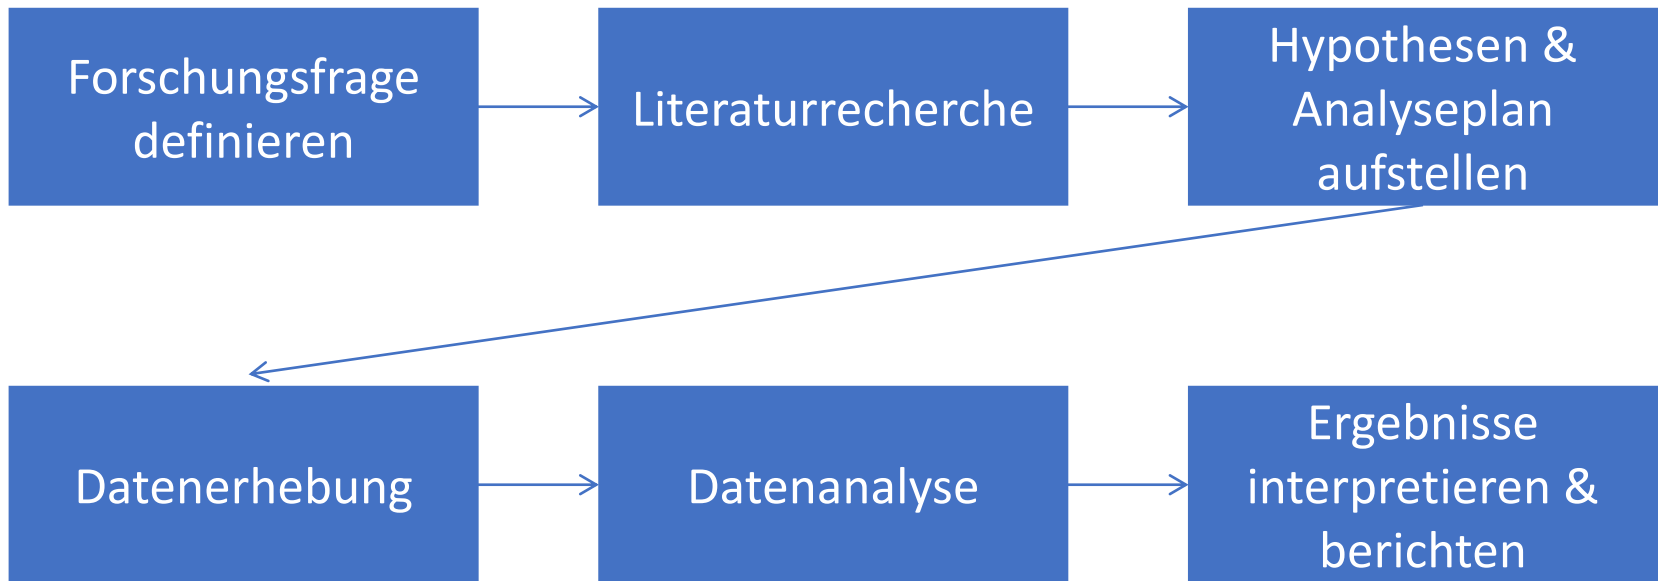 Forschungsfrage
definieren
Literaturrecherche
Hypothesen &
Analyseplan
aufstellen
Datenerhebung
Datenanalyse
Ergebnisse
interpretieren &
berichten